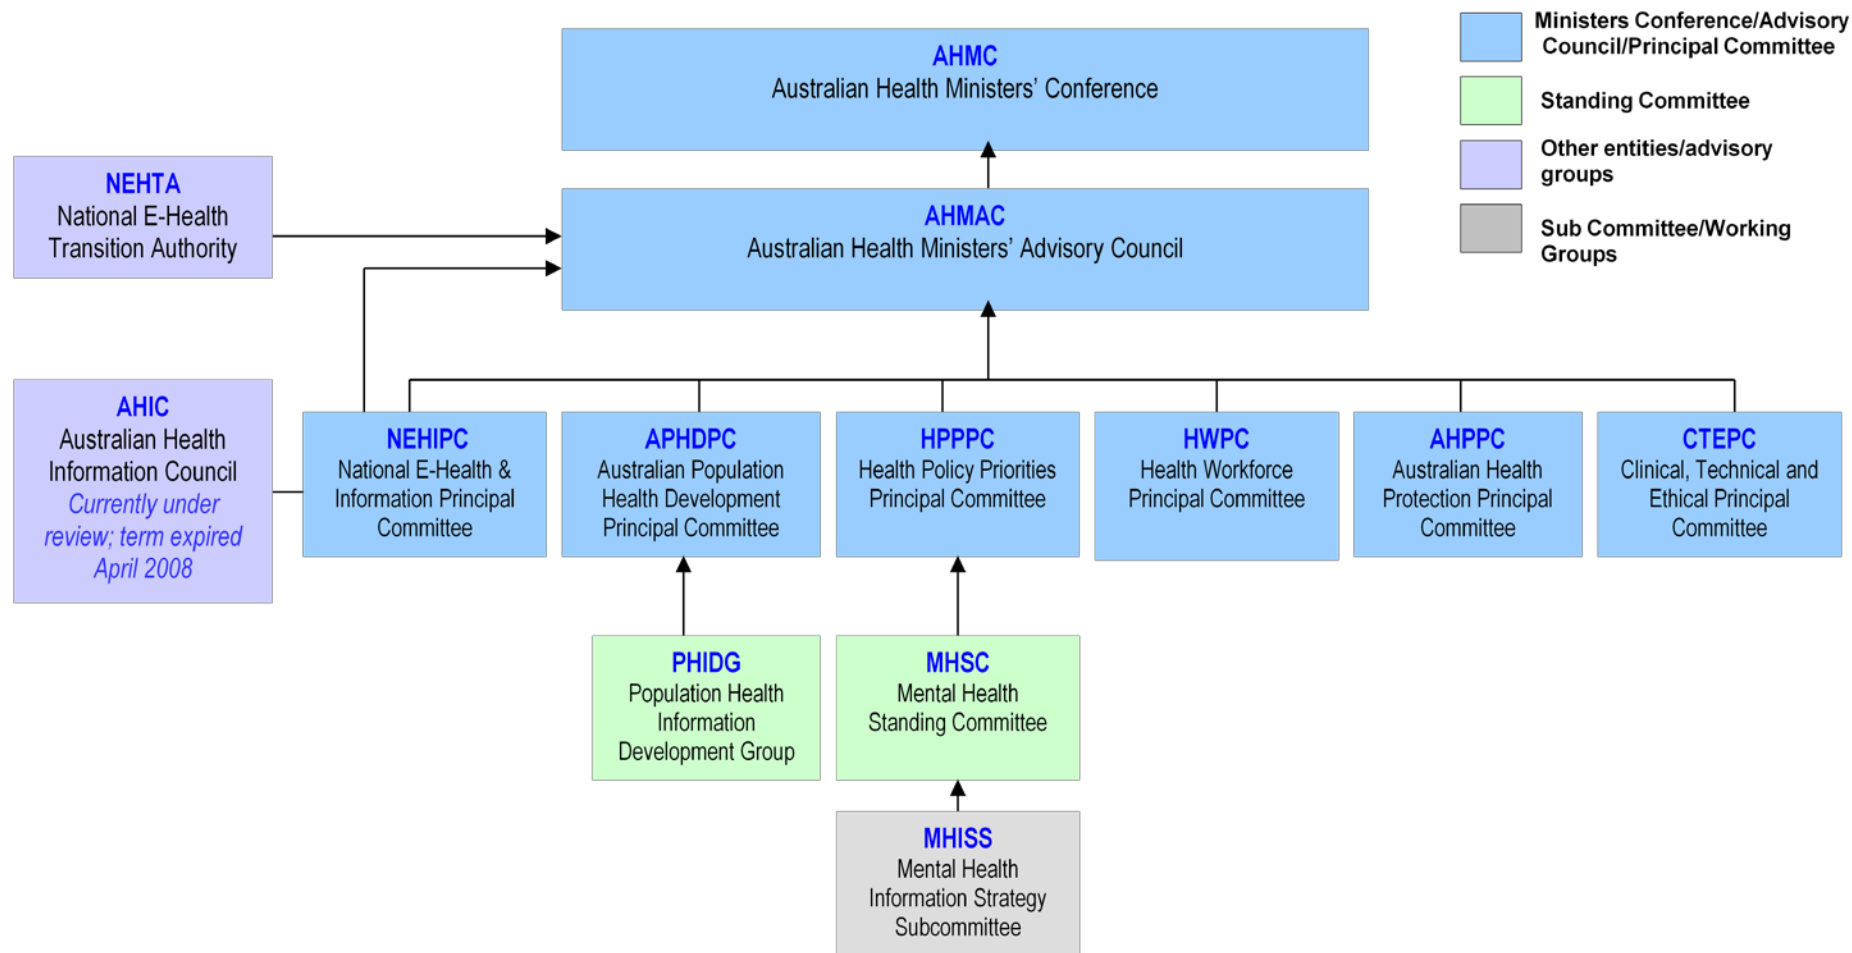 AHMC
Australian Health Ministers' Conference
Ministers Conference/Advisory
Council/Principal Committee
Standing Committee
Other entities/advisory
groups
Sub Committee/Working
Groups
NEHTA
National E-Health
Transition Authority
AHMAC
Australian Health Ministers' Advisory Council
AHIC
Australian Health
Information Council
Currently under
review; term expired
April 2008
NEHIPC
National E-Health &
Information Principal
Committee
APHDPC
Australian Population
Health Development
Principal Committee
HPPPC
Health Policy Priorities
Principal Committee
HWPC
Health Workforce
Principal Committee
AHPPC
Australian Health
Protection Principal
Committee
CTEPC
Clinical, Technical and
Ethical Principal
Committee
PHIDG
Population Health
Information
Development Group
MHSC
Mental Health
Standing Committee
MHISS
Mental Health
Information Strategy
Subcommittee